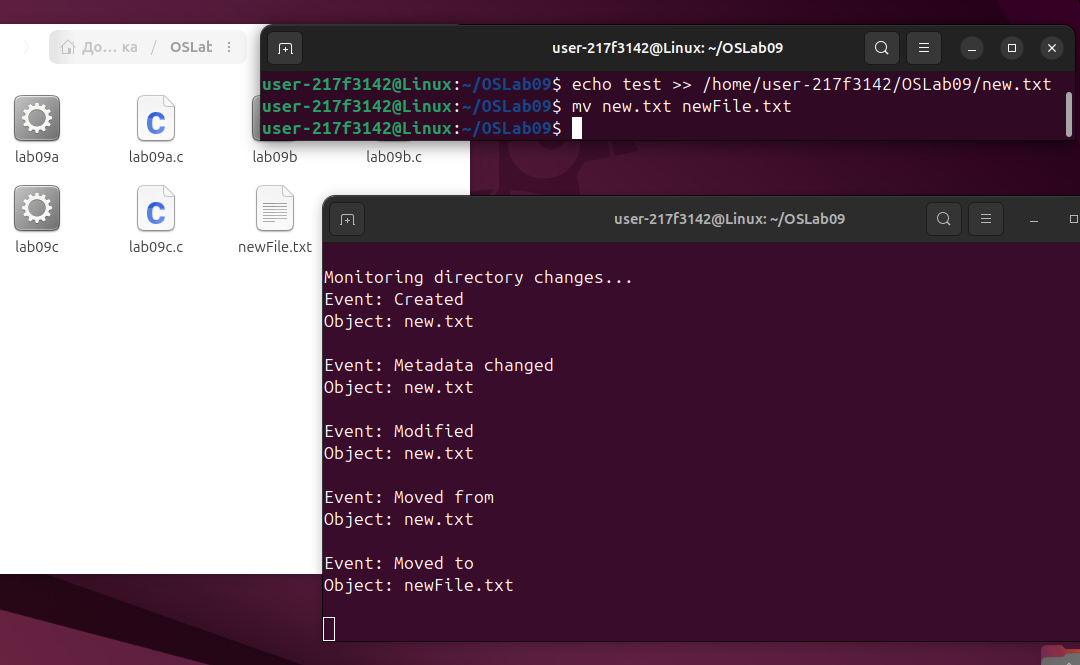 До... ка / OSLab
user-217f3142@Linux: ~/OSLab09
user-217f3142@Linux:~/OSLab09$ echo test >> /home/user-217f3142/OSLab09/new.txt
user-217f3142@Linux:~/OSLab09$ mv new.txt newFile.txt
user-217f3142@Linux:~/OSLab09$
lab09a lab09a.c lab09b lab09b.c
lab09c lab09c.c newFile.txt
user-217f3142@Linux: ~/OSLab09
Monitoring directory changes...
Event: Created
Object: new.txt
Event: Metadata changed
Object: new.txt
Event: Modified
Object: new.txt
Event: Moved from
Object: new.txt
Event: Moved to
Object: newFile.txt